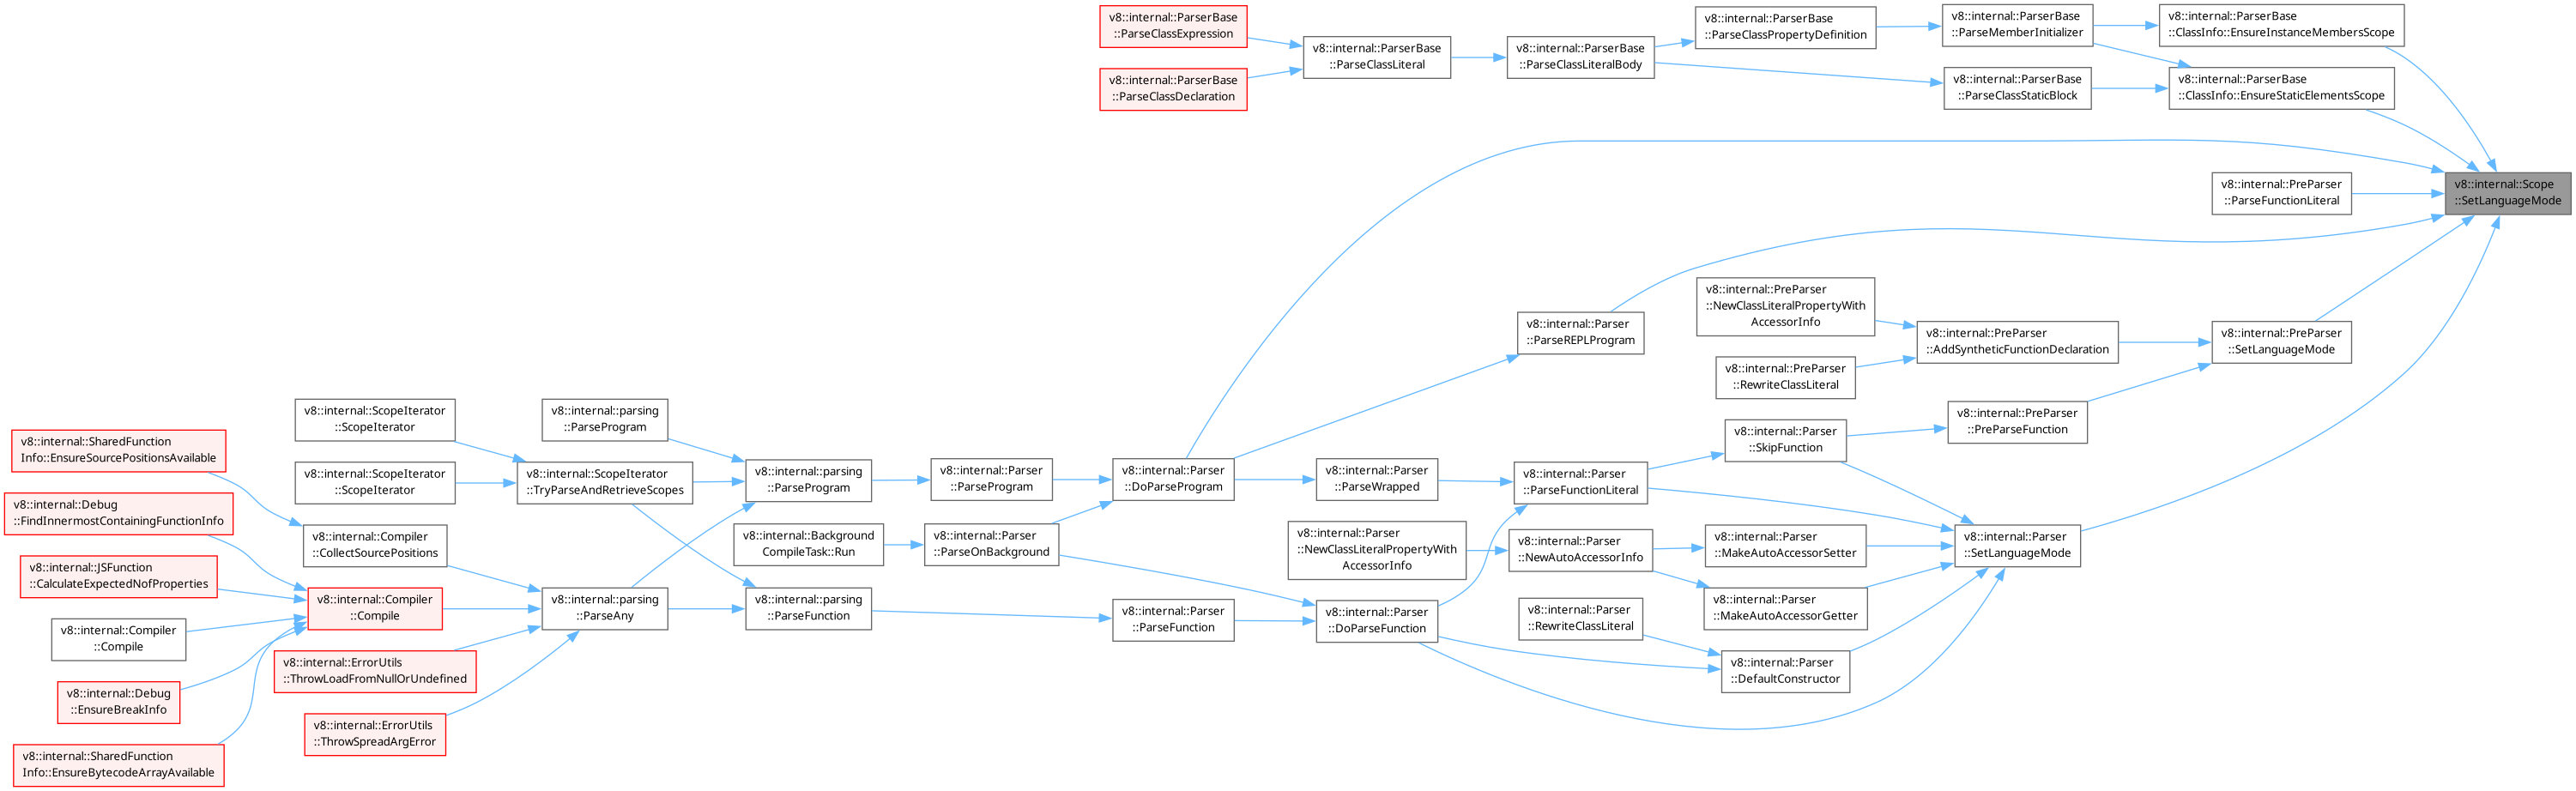 v8::internal::ParserBase
::ParseClassExpression
v8::internal::ParserBase
::ParseClassDeclaration
v8::internal::ParserBase
::ParseClassLiteral
v8::internal::ParserBase
::ParseClassLiteralBody
v8::internal::ParserBase
::ParseClassPropertyDefinition
v8::internal::ParserBase
::ParseMemberInitializer
v8::internal::ParserBase
::ParseClassStaticBlock
v8::internal::ParserBase
::ClassInfo::EnsureInstanceMembersScope
v8::internal::ParserBase
::ClassInfo::EnsureStaticElementsScope
v8::internal::Scope
::SetLanguageMode
v8::internal::PreParser
::ParseFunctionLiteral
v8::internal::PreParser
::NewClassLiteralPropertyWith
AccessorInfo
v8::internal::Parser
::ParseREPLProgram
v8::internal::PreParser
::AddSyntheticFunctionDeclaration
v8::internal::PreParser
::SetLanguageMode
v8::internal::PreParser
::RewriteClassLiteral
v8::internal::PreParser
::PreParseFunction
v8::internal::Parser
::SkipFunction
v8::internal::ScopeIterator
::ScopeIterator
v8::internal::parsing
::ParseProgram
v8::internal::SharedFunction
Info::EnsureSourcePositionsAvailable
v8::internal::ScopeIterator
::ScopeIterator
v8::internal::ScopeIterator
::TryParseAndRetrieveScopes
v8::internal::parsing
::ParseProgram
v8::internal::Parser
::ParseProgram
v8::internal::Parser
::DoParseProgram
v8::internal::Parser
::ParseWrapped
v8::internal::Parser
::ParseFunctionLiteral
v8::internal::Debug
::FindInnermostContainingFunctionInfo
v8::internal::Compiler
::CollectSourcePositions
v8::internal::Background
CompileTask::Run
v8::internal::Parser
::ParseOnBackground
v8::internal::Parser
::NewClassLiteralPropertyWith
AccessorInfo
v8::internal::Parser
::NewAutoAccessorInfo
v8::internal::Parser
::MakeAutoAccessorSetter
v8::internal::Parser
::SetLanguageMode
v8::internal::JSFunction
::CalculateExpectedNofProperties
v8::internal::Compiler
::Compile
v8::internal::parsing
::ParseAny
v8::internal::parsing
::ParseFunction
v8::internal::Parser
::ParseFunction
v8::internal::Parser
::DoParseFunction
v8::internal::Parser
::RewriteClassLiteral
v8::internal::Parser
::MakeAutoAccessorGetter
v8::internal::Compiler
::Compile
v8::internal::ErrorUtils
::ThrowLoadFromNullOrUndefined
v8::internal::Parser
::DefaultConstructor
v8::internal::Debug
::EnsureBreakInfo
v8::internal::ErrorUtils
::ThrowSpreadArgError
v8::internal::SharedFunction
Info::EnsureBytecodeArrayAvailable